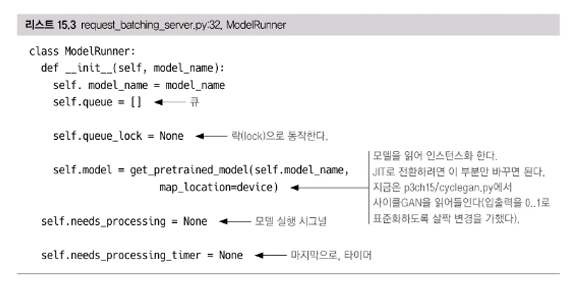 리스트 15.3 request_batching_server.py:32, ModelRunner
class ModelRunner:
def __init__(self, model_name):
self. model_name = model_name
self.queue = [] 큐
self.queue_lock = None 락(lock)으로 동작한다.
self.model = get_pretrained_model(self.model_name,
map_location=device)
모델을 읽어 인스턴스화 한다.
JIT로 전환하려면 이 부분만 바꾸면 된다.
지금은 p3ch15/cyclegan.py에서
사이클GAN을 읽어들인다(입출력을 0..1로
표준화하도록 살짝 변경을 가했다).
self.needs_processing = None 모델 실행 시그널
self.needs_processing_timer = None 마지막으로, 타이머